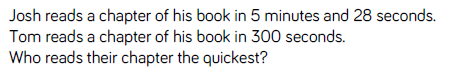 Josh reads a chapter of his book in 5 minutes and 28 seconds.
Tom reads a chapter of his book in 300 seconds.
Who reads their chapter the quickest?